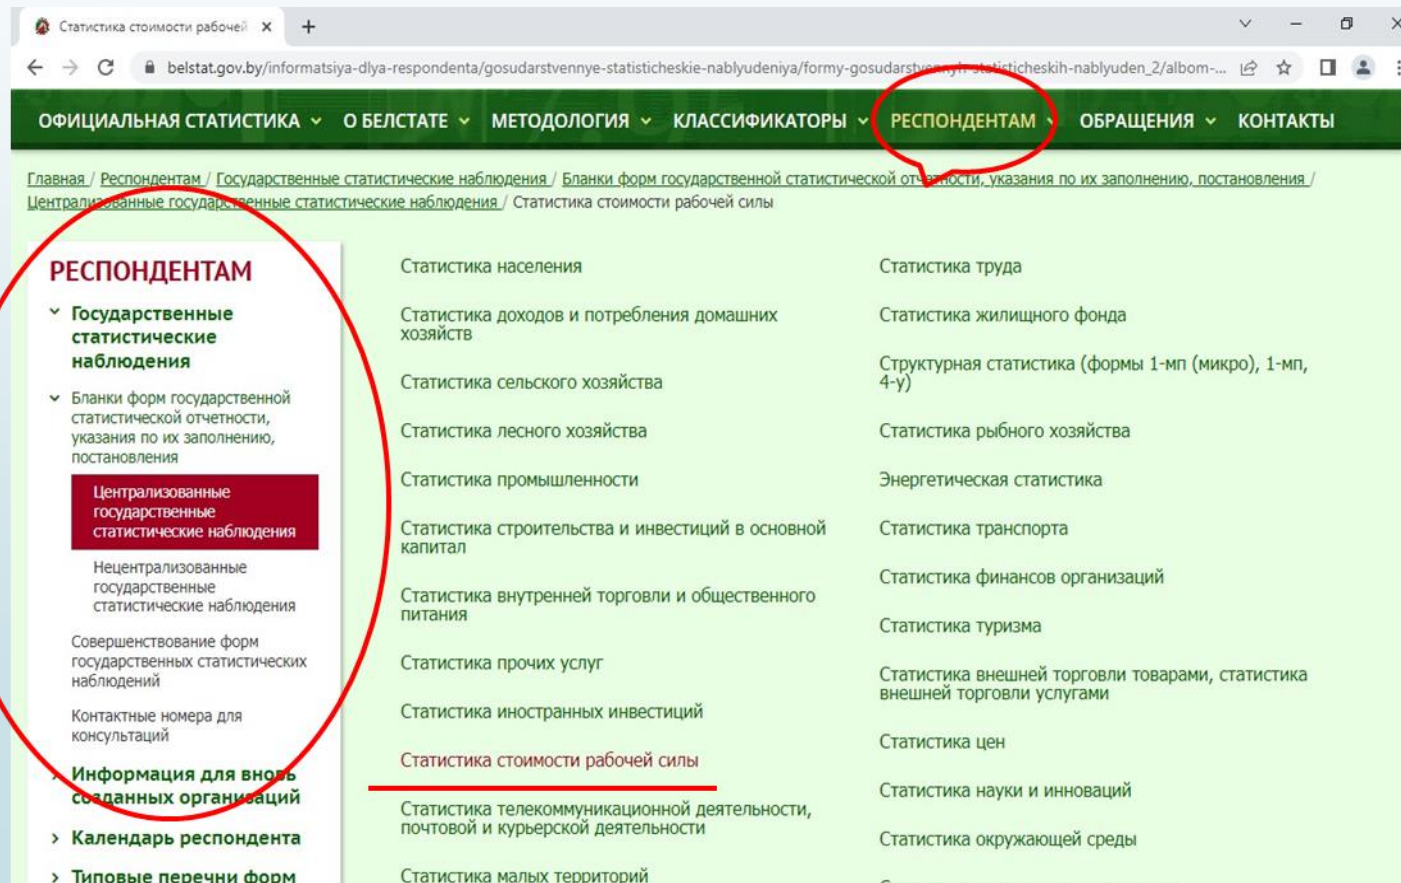 Статистика стоимости рабочей
belstat.gov.by/informatsiya-dlya-respondenta/gosudarstvennye-statisticheskie-nablyudeniya/formy-gosudarstvennyh-statisticheskih-nablyuden_2/albom-...
ОФИЦИАЛЬНАЯ СТАТИСТИКА О БЕЛСТАТЕ МЕТОДОЛОГИЯ КЛАССИФИКАТОРЫ РЕСПОНДЕНТАМ ОБРАЩЕНИЯ КОНТАКТЫ
Главная / Респондентам / Государственные статистические наблюдения / Бланки форм государственной статистической отчетности, указания по их заполнению, постановления /
Централизованные государственные статистические наблюдения / Статистика стоимости рабочей силы
РЕСПОНДЕНТАМ
Государственные
статистические
наблюдения
Бланки форм государственной
статистической отчетности,
указания по их заполнению,
постановления
Централизованные
государственные
статистические наблюдения
Нецентрализованные
государственные
статистические наблюдения
Совершенствование форм
государственных статистических
наблюдений
Контактные номера для
консультаций
Информация для вновь
созданных организаций
Календарь респондента
Типовые перечни форм
Статистика населения
Статистика доходов и потребления домашних
хозяйств
Статистика сельского хозяйства
Статистика лесного хозяйства
Статистика промышленности
Статистика строительства и инвестиций в основной
капитал
Статистика внутренней торговли и общественного
питания
Статистика прочих услуг
Статистика иностранных инвестиций
Статистика стоимости рабочей силы
Статистика телекоммуникационной деятельности,
почтовой и курьерской деятельности
Статистика малых территорий
Статистика труда
Статистика жилищного фонда
Структурная статистика (формы 1-мп (микро), 1-мп,
4-у)
Статистика рыбного хозяйства
Энергетическая статистика
Статистика транспорта
Статистика финансов организаций
Статистика туризма
Статистика внешней торговли товарами, статистика
внешней торговли услугами
Статистика цен
Статистика науки и инноваций
Статистика окружающей среды